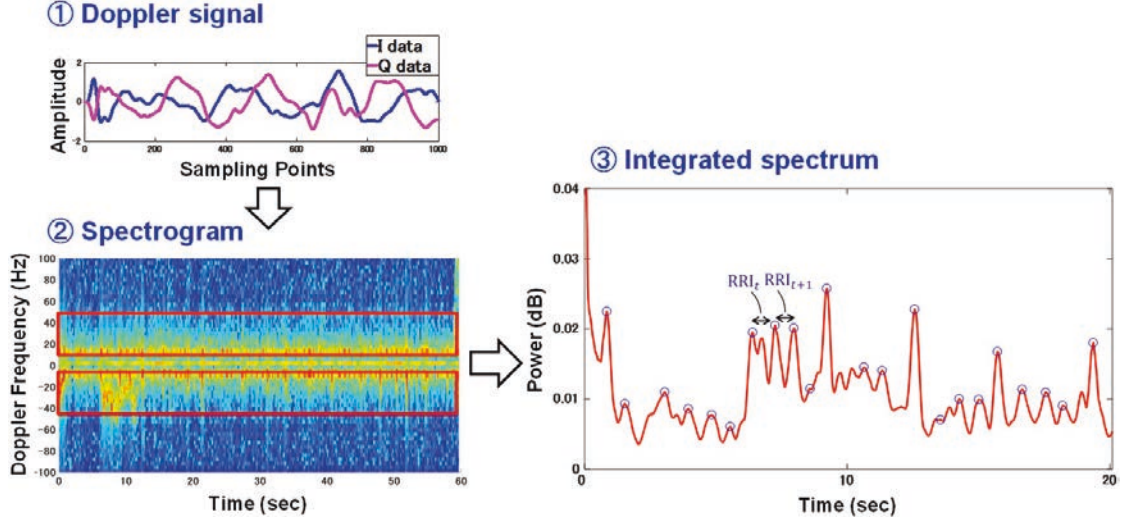 ① Doppler signal
I data
Q data
Amplitude
2
0
-2
0 200 400 600 800 1000
Sampling Points
② Spectrogram
Doppler Frequency (Hz)
100
80
60
40
20
0
-20
-40
-60
-80
-100
0 10 20 30 40 50 60
Time (sec)
③ Integrated spectrum
Power (dB)
0.04
0.03
0.02
0.01
0
RRIₜ RRIₜ₊₁
0 10 20
Time (sec)